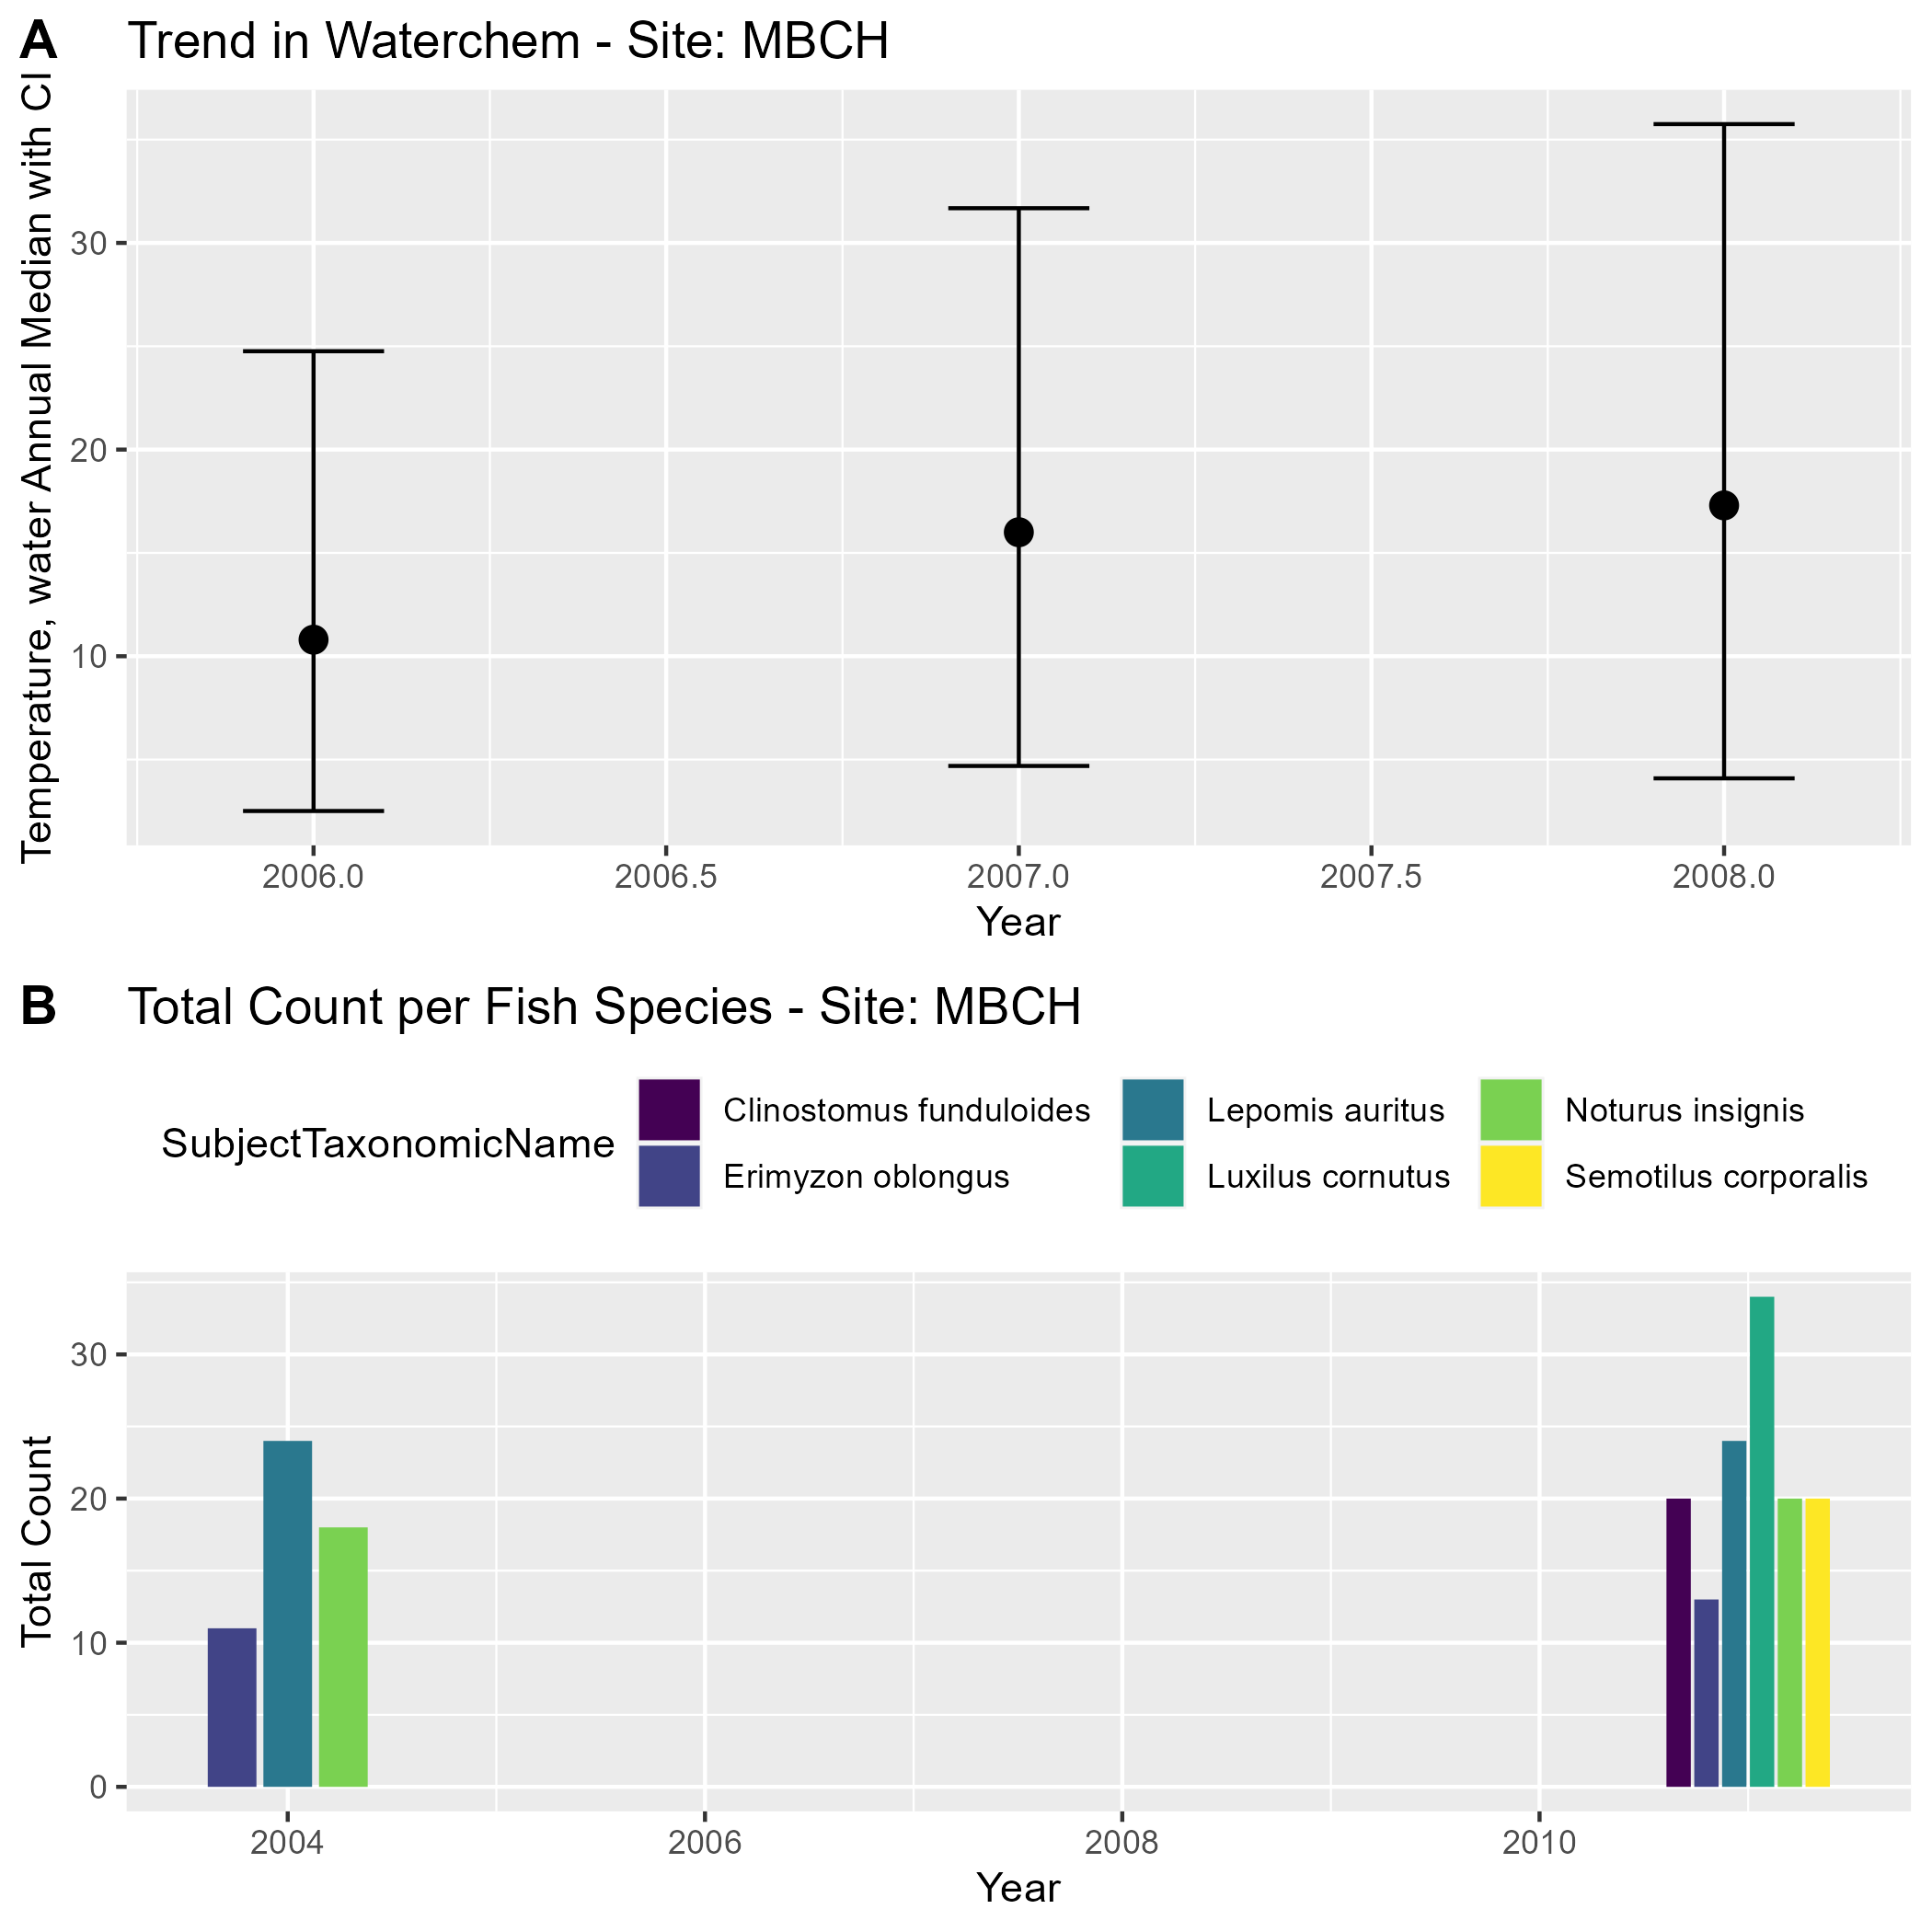 A
Trend in Waterchem - Site: MBCH
Temperature, water Annual Median with CI
30
20
10
2006.0
2006.5
2007.0
2007.5
2008.0
Year
B
Total Count per Fish Species - Site: MBCH
SubjectTaxonomicName
Clinostomus funduloides
Lepomis auritus
Noturus insignis
Erimyzon oblongus
Luxilus cornutus
Semotilus corporalis
Total Count
30
20
10
0
2004
2006
2008
2010
Year